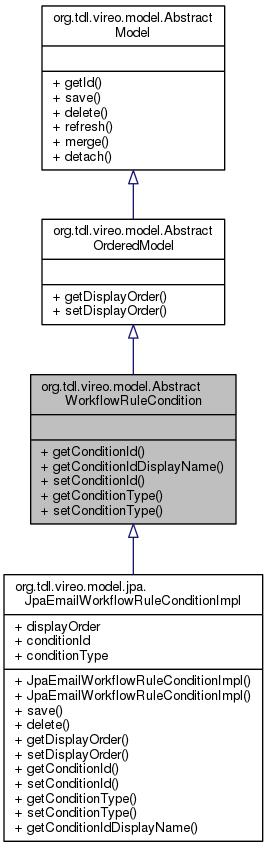 org.tdl.vireo.model.Abstract
Model
+ getId()
+ save()
+ delete()
+ refresh()
+ merge()
+ detach()
org.tdl.vireo.model.Abstract
OrderedModel
+ getDisplayOrder()
+ setDisplayOrder()
org.tdl.vireo.model.Abstract
WorkflowRuleCondition
+ getConditionId()
+ getConditionIdDisplayName()
+ setConditionId()
+ getConditionType()
+ setConditionType()
org.tdl.vireo.model.jpa.
JpaEmailWorkflowRuleConditionImpl
+ displayOrder
+ conditionId
+ conditionType
+ JpaEmailWorkflowRuleConditionImpl()
+ JpaEmailWorkflowRuleConditionImpl()
+ save()
+ delete()
+ getDisplayOrder()
+ setDisplayOrder()
+ getConditionId()
+ setConditionId()
+ getConditionType()
+ setConditionType()
+ getConditionIdDisplayName()